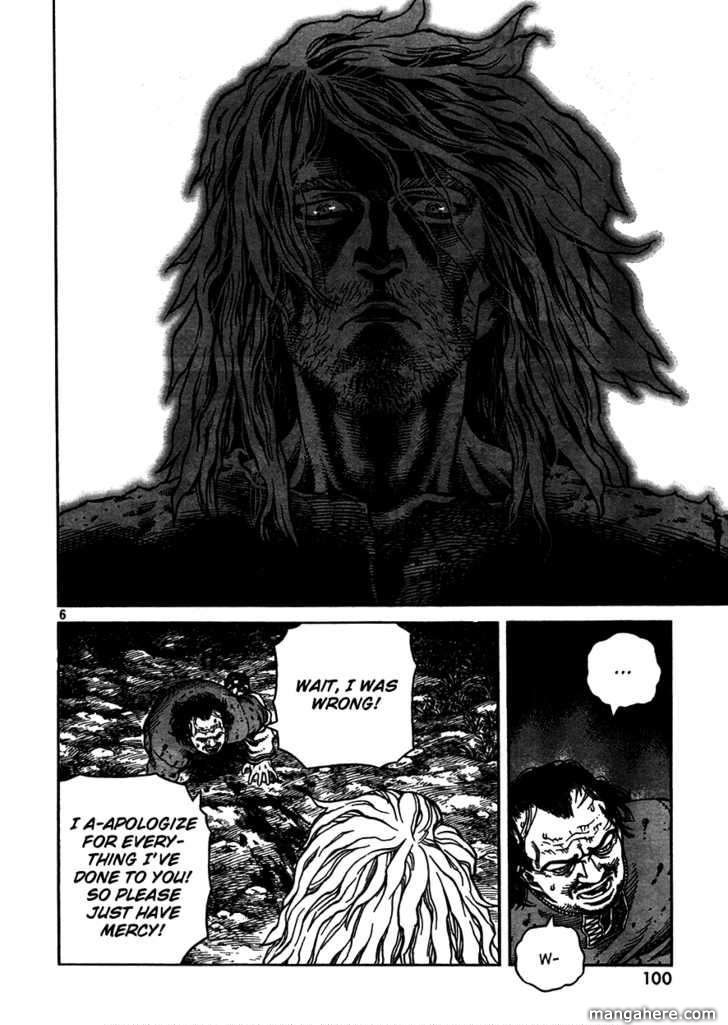 6
...
W-
WAIT, I WAS
WRONG!
I A-APOLOGIZE
FOR EVERY-
THING I'VE
DONE TO YOU!
SO PLEASE
JUST HAVE
MERCY!
100
mangahere.com